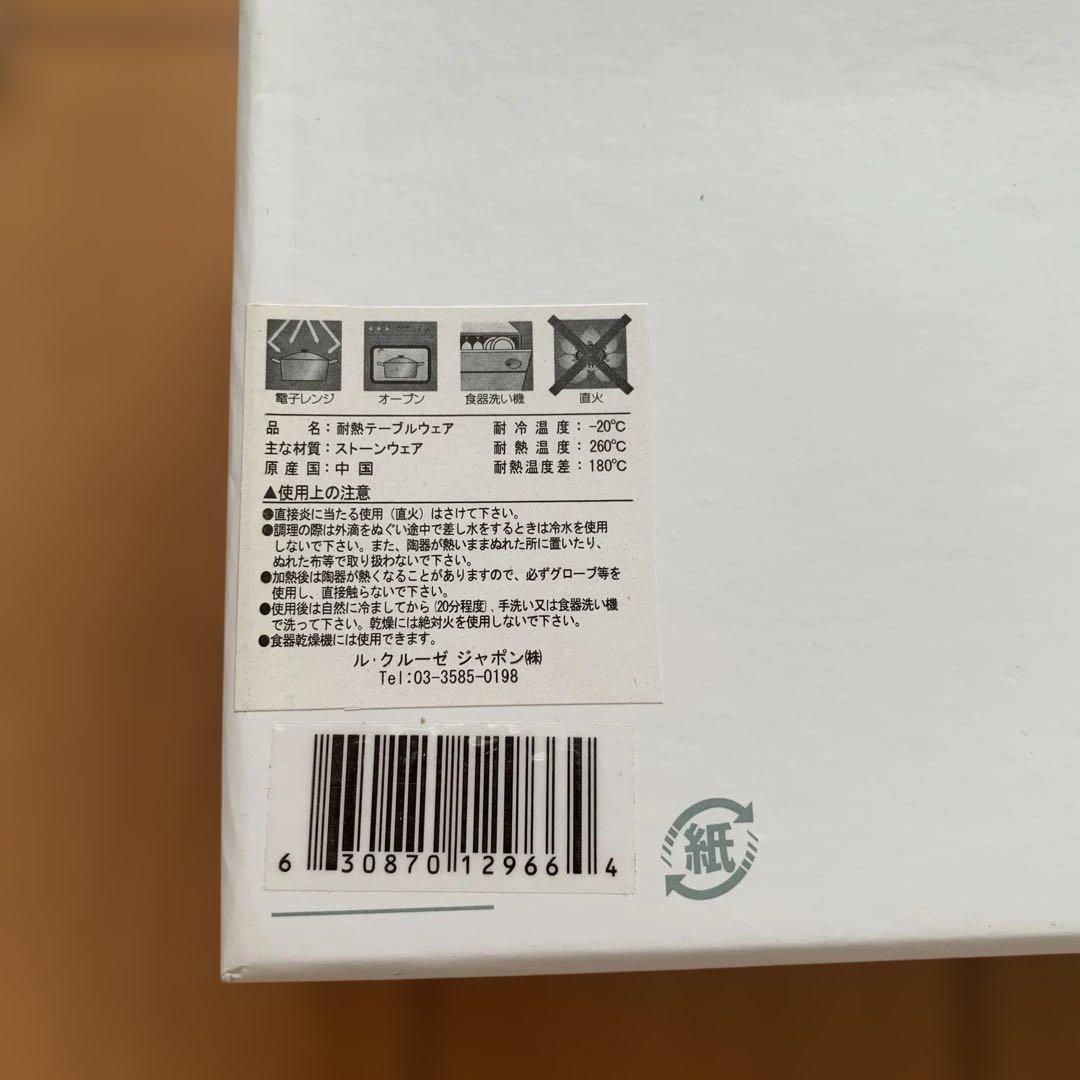 電子レンジ オーブン 食器洗い機 直火
品名：耐熱テーブルウェア 耐冷温度：-20℃
主な材質：ストーンウェア 耐熱温度：260℃
原産国：中国 耐熱温度差：180℃
▲使用上の注意
●直接炎に当たる使用（直火）はさけて下さい。
●調理の際は外滴をぬぐい途中で差し水をするときは冷水を使用
しないで下さい。また、陶器が熱いままぬれた所に置いたり、
ぬれた布等で取り扱わないで下さい。
●加熱後は陶器が熱くなることがありますので、必ずグローブ等を
使用し、直接触らないで下さい。
●使用後は自然に冷ましてから(20分程度)、手洗い又は食器洗い機
で洗って下さい。乾燥には絶対火を使用しないで下さい。
●食器乾燥機には使用できます。
ル・クルーゼ ジャポン㈱
Tel:03-3585-0198
6 30870 12966 4
紙